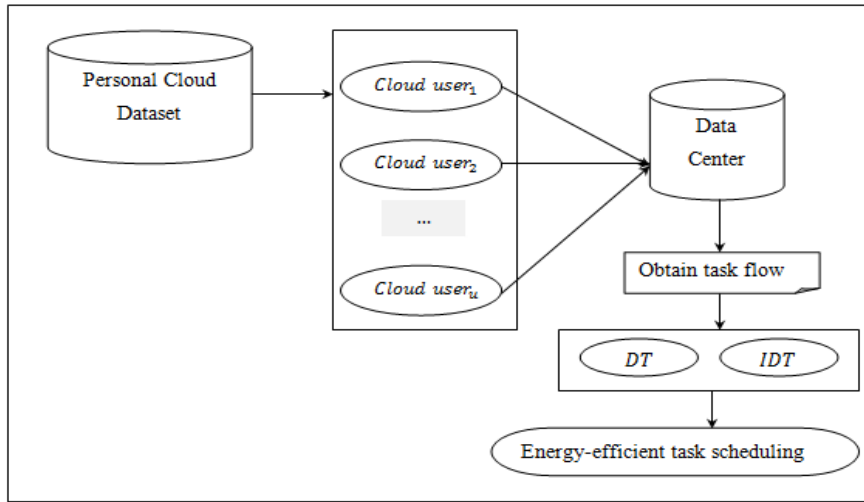 Personal Cloud
Dataset
Cloud user₁
Cloud user₂
...
Cloud userᵤ
Data
Center
Obtain task flow
DT
IDT
Energy-efficient task scheduling